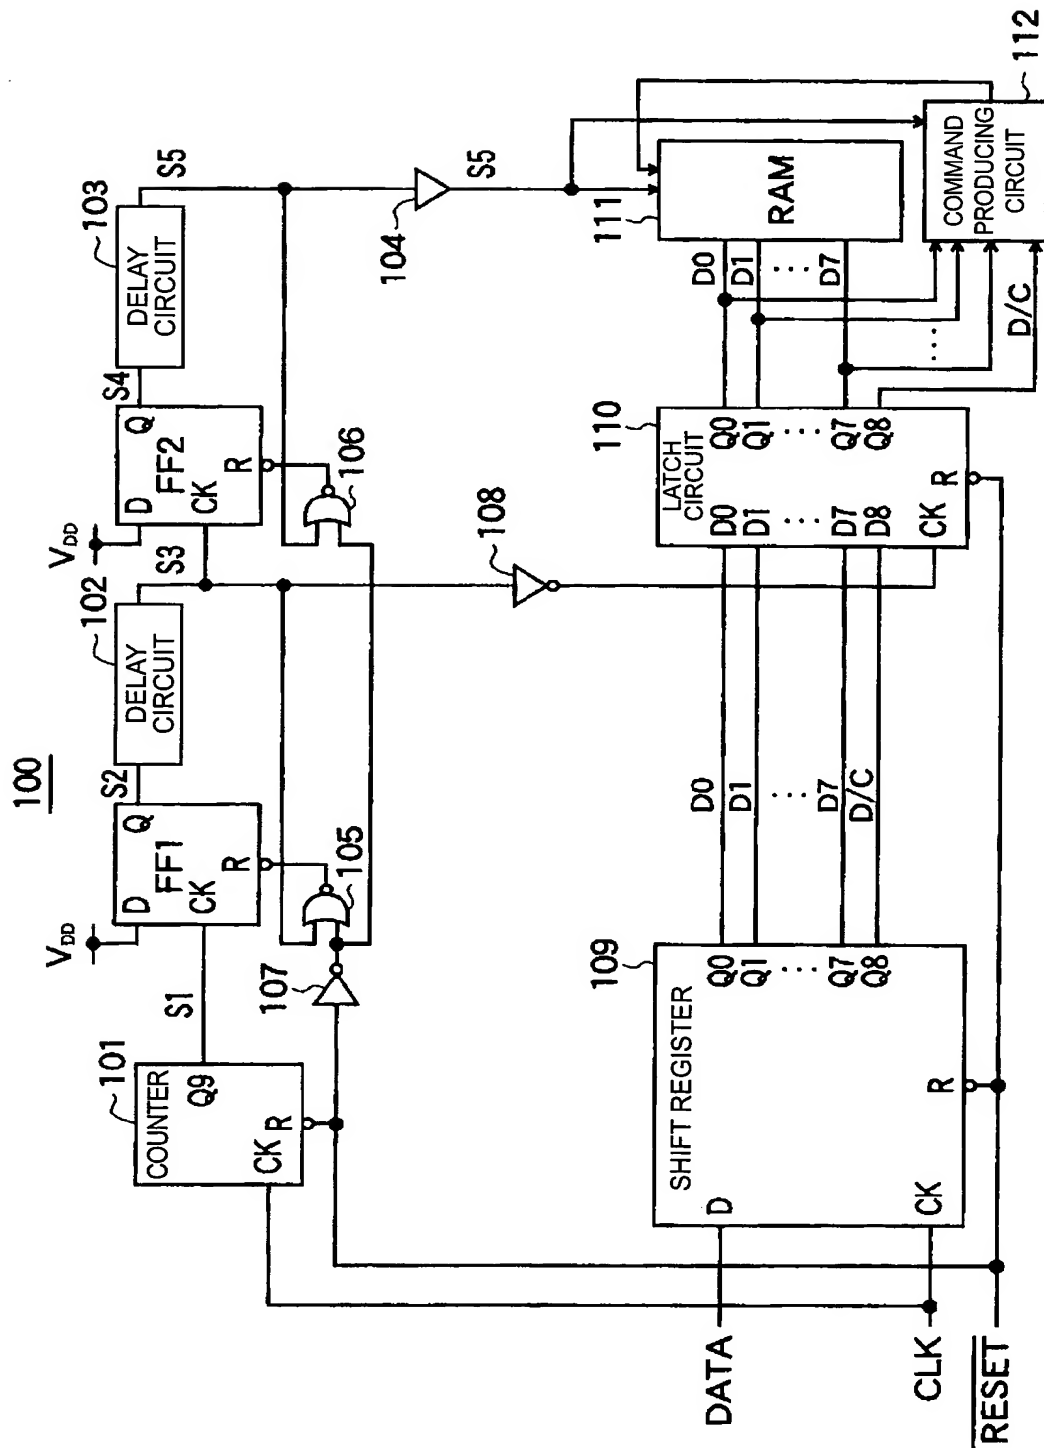 100
V_DD
V_DD
101
COUNTER
Q9
CK
R
S1
D
Q
FF1
CK
R
S2
102
DELAY
CIRCUIT
S3
D
Q
FF2
CK
R
S4
103
DELAY
CIRCUIT
S5
107
105
106
108
104
S5
109
SHIFT REGISTER
D
CK
R
Q0
Q1
.....
Q7
Q8
D0
D1
.....
D7
D/C
110
LATCH
CIRCUIT
D0
D1
.....
D7
D8
CK
R
Q0
Q1
.....
Q7
Q8
D0
D1
.....
D7
...
D/C
111
RAM
112
COMMAND
PRODUCING
CIRCUIT
DATA
CLK
R̅E̅S̅E̅T̅